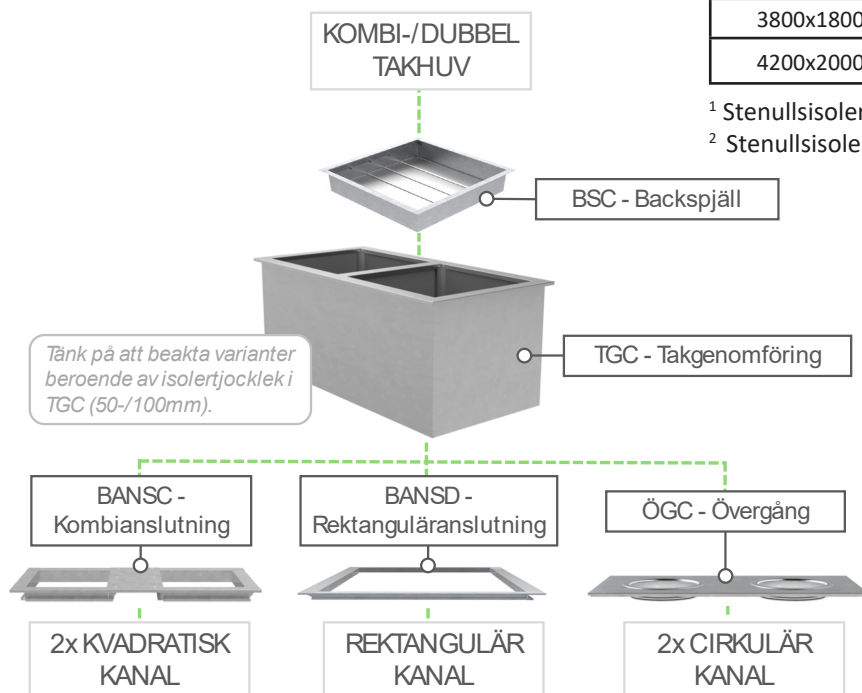 KOMBI-/DUBBEL
TAKHUV
3800x1800
4200x2000
¹ Stenullsisoler
² Stenullsisole
BSC - Backspjäll
TGC - Takgenomföring
Tänk på att beakta varianter
beroende av isolertjocklek i
TGC (50-/100mm).
BANSC -
Kombianslutning
BANSD -
Rektanguläranslutning
ÖGC - Övergång
2x KVADRATISK
KANAL
REKTANGULÄR
KANAL
2x CIRKULÄR
KANAL